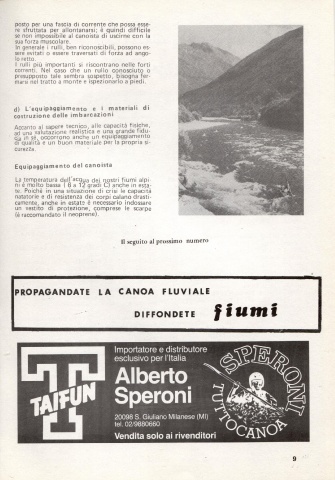 posto per una fascia di corrente che possa esse-
re sfruttata per allontanarsi; è quindi difficile
se non impossibile al canoista di uscirne con la
sua forza muscolare.
In generale i rulli, ben riconoscibili, possono es-
sere evitati o essere traversati di forza ad ango-
lo retto.
I rulli più importanti si riscontrano nelle forti
correnti. Nel caso che un rallo conosciuto o
presupposto tale sembra sospetto, bisogna fer-
marsi nel tratto a monte e ispezionarlo a piedi.
d) L'equipaggiamento e i materiali di
costruzione delle imbarcazioni
Accanto al sapere tecnico, alle capacità fisiche,
ad una valutazione realistica e una grande fidu-
cia in sè, occorrono anche un equipaggiamento
di qualità e un buon materiale per la propria si-
curezza.
Equipaggiamento del canoista
La temperatura dell'acqua dei nostri fiumi alpi-
ni è molto bassa ( 8 a 12 gradi C) anche in esta-
te. Poichè in una situazione di crisi le capacità
natatorie e di resistenza dei corpi calano drasti-
camente, anche in estate è necessario indossare
un vestito di protezione, comprese le scarpe
(è raccomandato il neoprene).
Il seguito al prossimo numero
PROPAGANDATE LA CANOA FLUVIALE
DIFFONDETE fiumi
T
TAIFUN
Importatore e distributore
esclusivo per l'Italia
Alberto
Speroni
20098 S. Giuliano Milanese (MI)
tel. 02/9880660
Vendita solo ai rivenditori
SPERONI
TUTTOCANOA
9